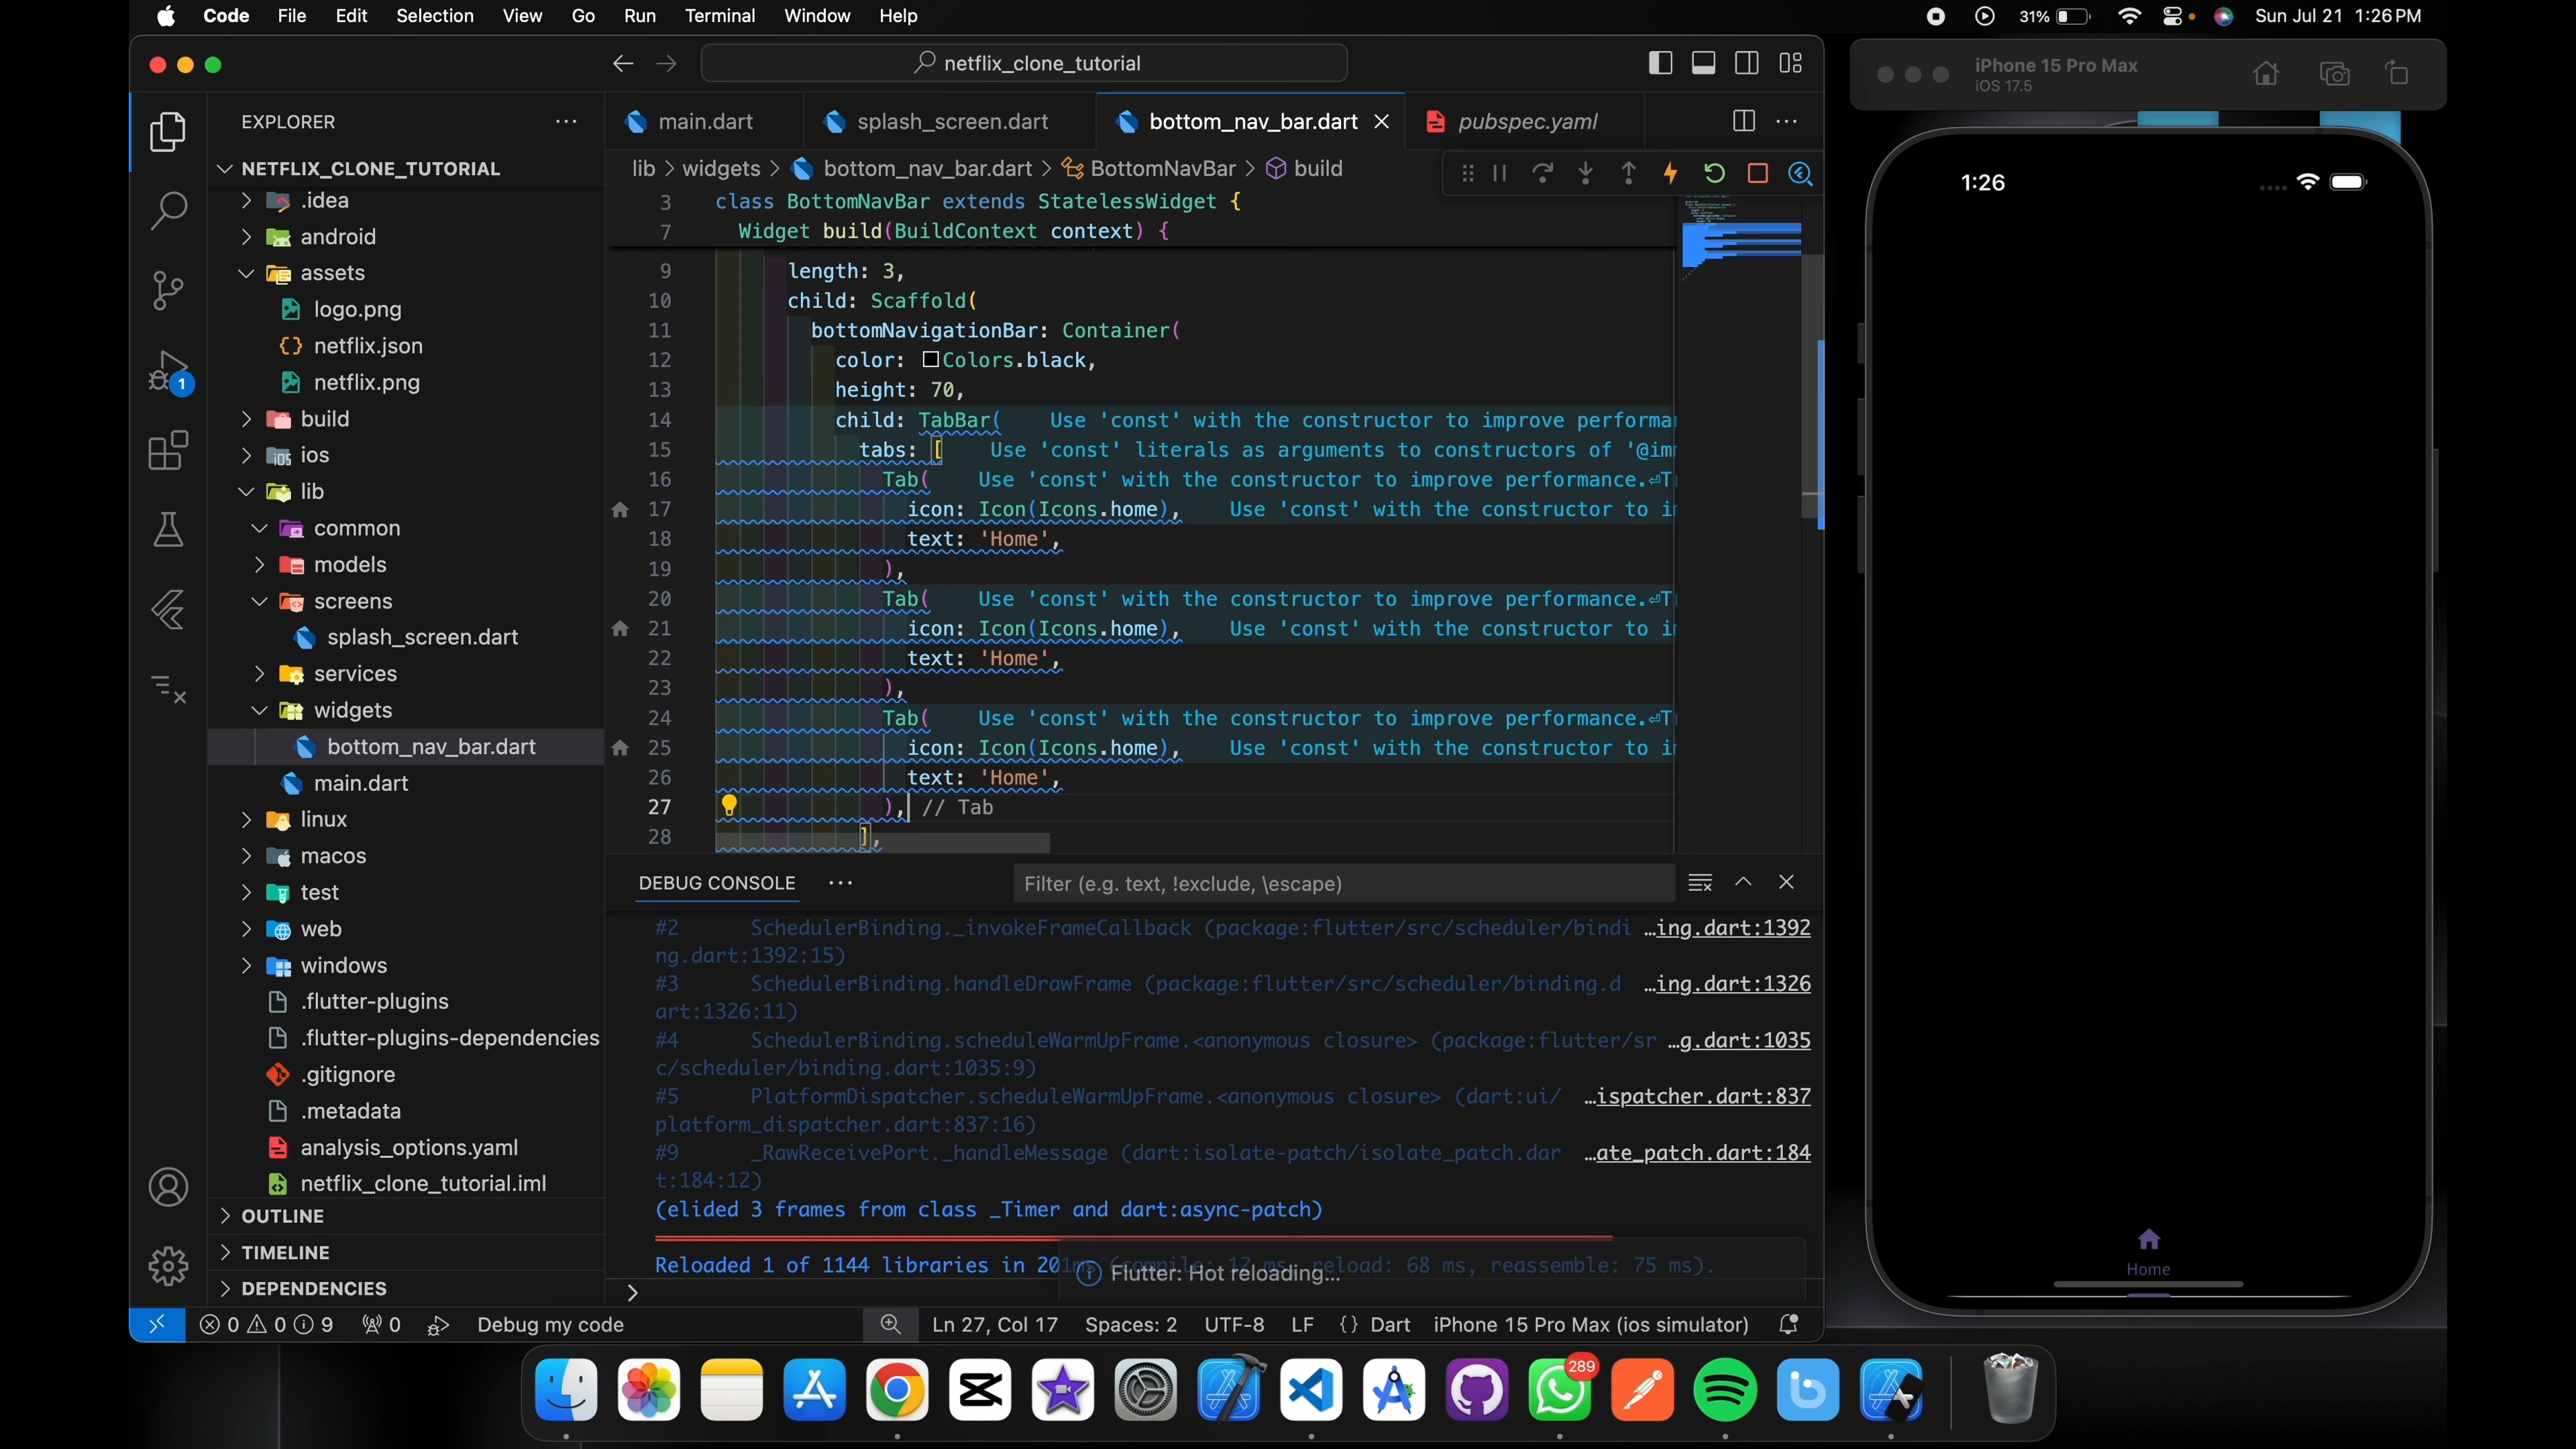 Code File Edit Selection View Go Run Terminal Window Help
31% Sun Jul 21 1:26 PM
netflix_clone_tutorial
EXPLORER
NETFLIX_CLONE_TUTORIAL
.idea
android
assets
logo.png
netflix.json
netflix.png
build
ios
lib
common
models
screens
splash_screen.dart
services
widgets
bottom_nav_bar.dart
main.dart
linux
macos
test
web
windows
.flutter-plugins
.flutter-plugins-dependencies
.gitignore
.metadata
analysis_options.yaml
netflix_clone_tutorial.iml
OUTLINE
TIMELINE
DEPENDENCIES
1
main.dart splash_screen.dart bottom_nav_bar.dart pubspec.yaml
lib > widgets > bottom_nav_bar.dart > BottomNavBar > build
3 class BottomNavBar extends StatelessWidget {
7 Widget build(BuildContext context) {
9 length: 3,
10 child: Scaffold(
11 bottomNavigationBar: Container(
12 color: Colors.black,
13 height: 70,
14 child: TabBar( Use 'const' with the constructor to improve
15 tabs: [ Use 'const' literals as arguments to constructors of
16 Tab( Use 'const' with the constructor to improve performance.
17 icon: Icon(Icons.home), Use 'const' with the constructor to
18 text: 'Home',
19 ),
20 Tab( Use 'const' with the constructor to improve performance.
21 icon: Icon(Icons.home), Use 'const' with the constructor to
22 text: 'Home',
23 ),
24 Tab( Use 'const' with the constructor to improve performance.
25 icon: Icon(Icons.home), Use 'const' with the constructor to
26 text: 'Home',
27 ), // Tab
28 ],
DEBUG CONSOLE
Filter (e.g. text, !exclude, \escape)
#2 SchedulerBinding._invokeFrameCallback (package:flutter/src/scheduler/bindi …ing.dart:1392
ng.dart:1392:15)
#3 SchedulerBinding.handleDrawFrame (package:flutter/src/scheduler/binding.d …ing.dart:1326
art:1326:11)
#4 SchedulerBinding.scheduleWarmUpFrame.<anonymous closure> (package:flutter/sr …g.dart:1035
c/scheduler/binding.dart:1035:9)
#5 PlatformDispatcher.scheduleWarmUpFrame.<anonymous closure> (dart:ui/ …ispatcher.dart:837
platform_dispatcher.dart:837:16)
#9 _RawReceivePort._handleMessage (dart:isolate-patch/isolate_patch.dar …ate_patch.dart:184
t:184:12)
(elided 3 frames from class _Timer and dart:async-patch)
Reloaded 1 of 1144 libraries in 201ms (compile: 12 ms, reload: 68 ms, reassemble: 75 ms).
Flutter: Hot reloading...
0 0 9 0 Debug my code Ln 27, Col 17 Spaces: 2 UTF-8 LF {} Dart iPhone 15 Pro Max (ios simulator)
iPhone 15 Pro Max
iOS 17.5
1:26
Home
289